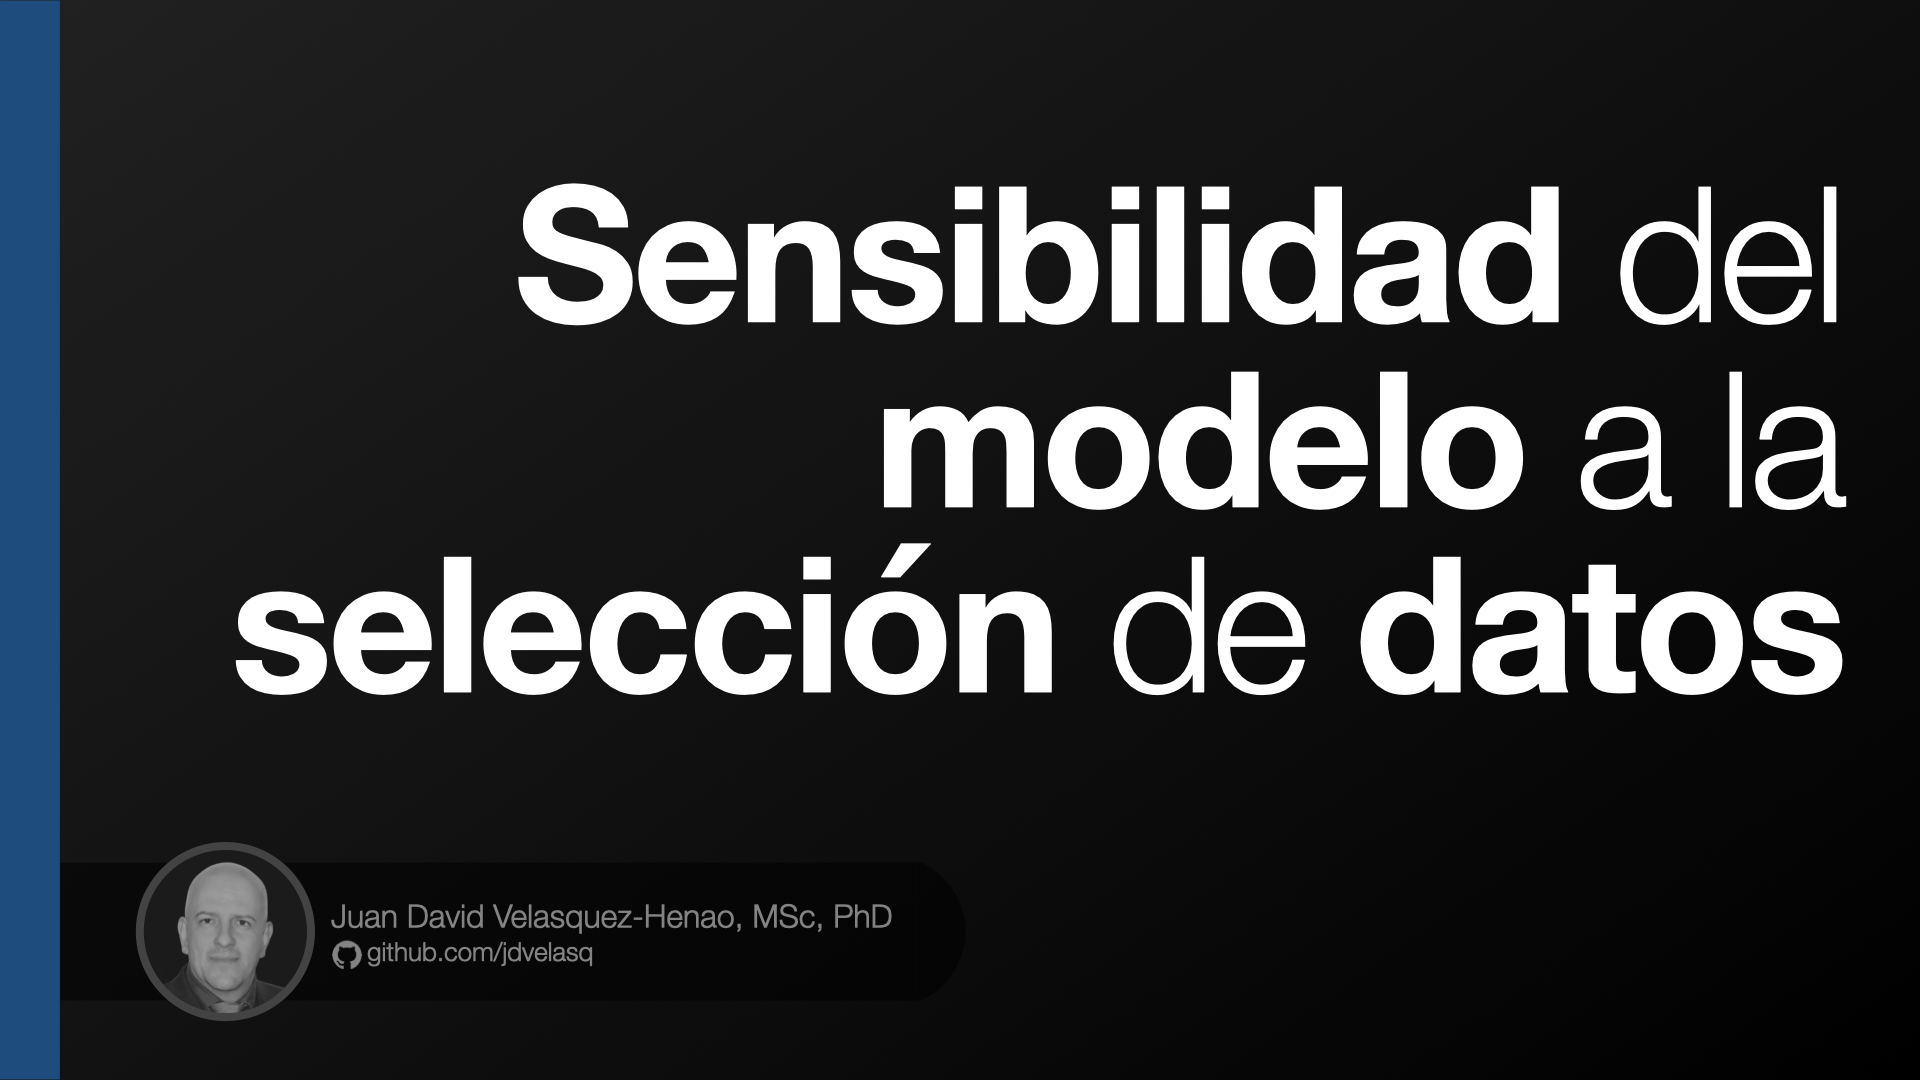 Sensibilidad del
modelo a la
selección de datos
Juan David Velasquez-Henao, MSc, PhD
github.com/jdvelasq